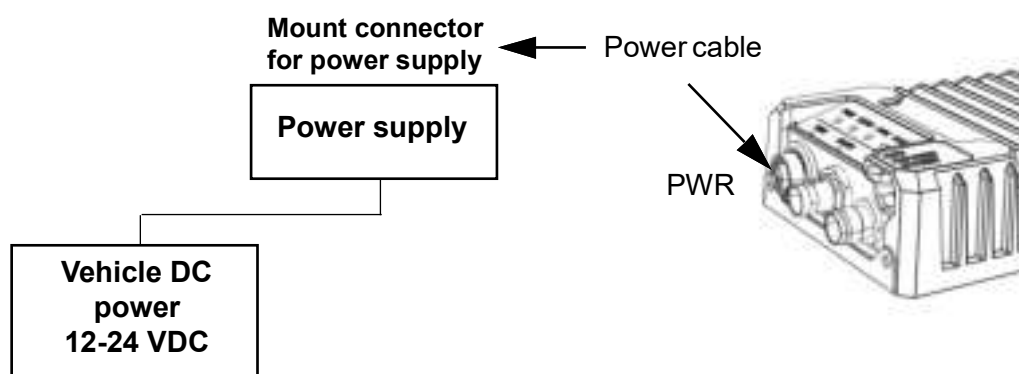 Mount connector
for power supply
Power cable
Power supply
PWR
Vehicle DC
power
12-24 VDC